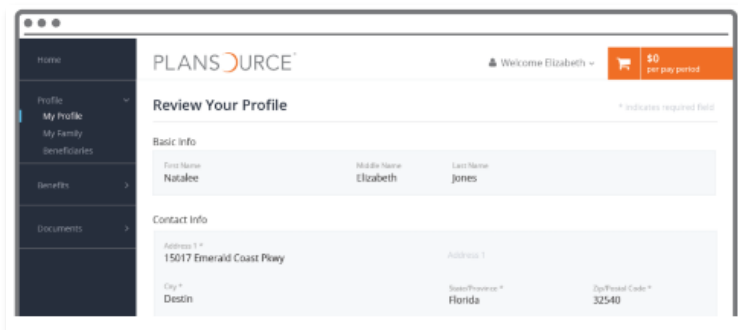 Home
PLANSOURCE
Welcome Elizabeth
$0
per pay period
Profile
My Profile
My Family
Beneficiaries
Benefits
Documents
Review Your Profile
* Indicates required field
Basic Info
First Name Middle Name Last Name
Natalee Elizabeth Jones
Contact Info
Address 1 *
15017 Emerald Coast Pkwy
Address 1
City * State/Province * Zip/Postal Code *
Destin Florida 32540